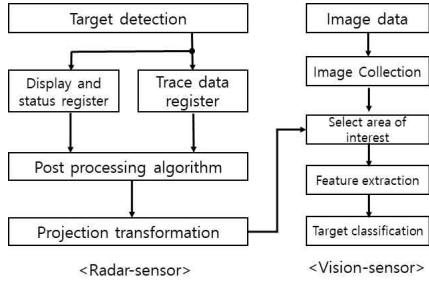 Target detection
Display and
status register
Trace data
register
Post processing algorithm
Projection transformation
<Radar-sensor>
Image data
Image Collection
Select area of
interest
Feature extraction
Target classification
<Vision-sensor>